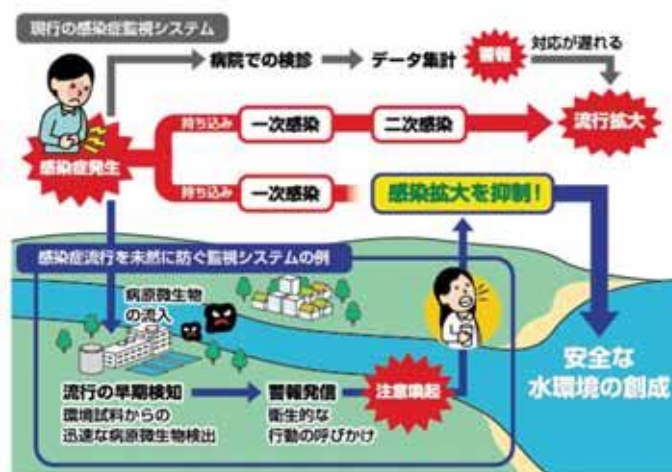 現行の感染症監視システム
病院での検診
データ集計
警報
対応が遅れる
感染症発生
持ち込み
一次感染
二次感染
流行拡大
持ち込み
一次感染
感染拡大を抑制!
感染症流行を未然に防ぐ監視システムの例
病原微生物
の流入
流行の早期検知
環境試料からの
迅速な病原微生物検出
警報発信
衛生的な
行動の呼びかけ
注意喚起
安全な
水環境の創成